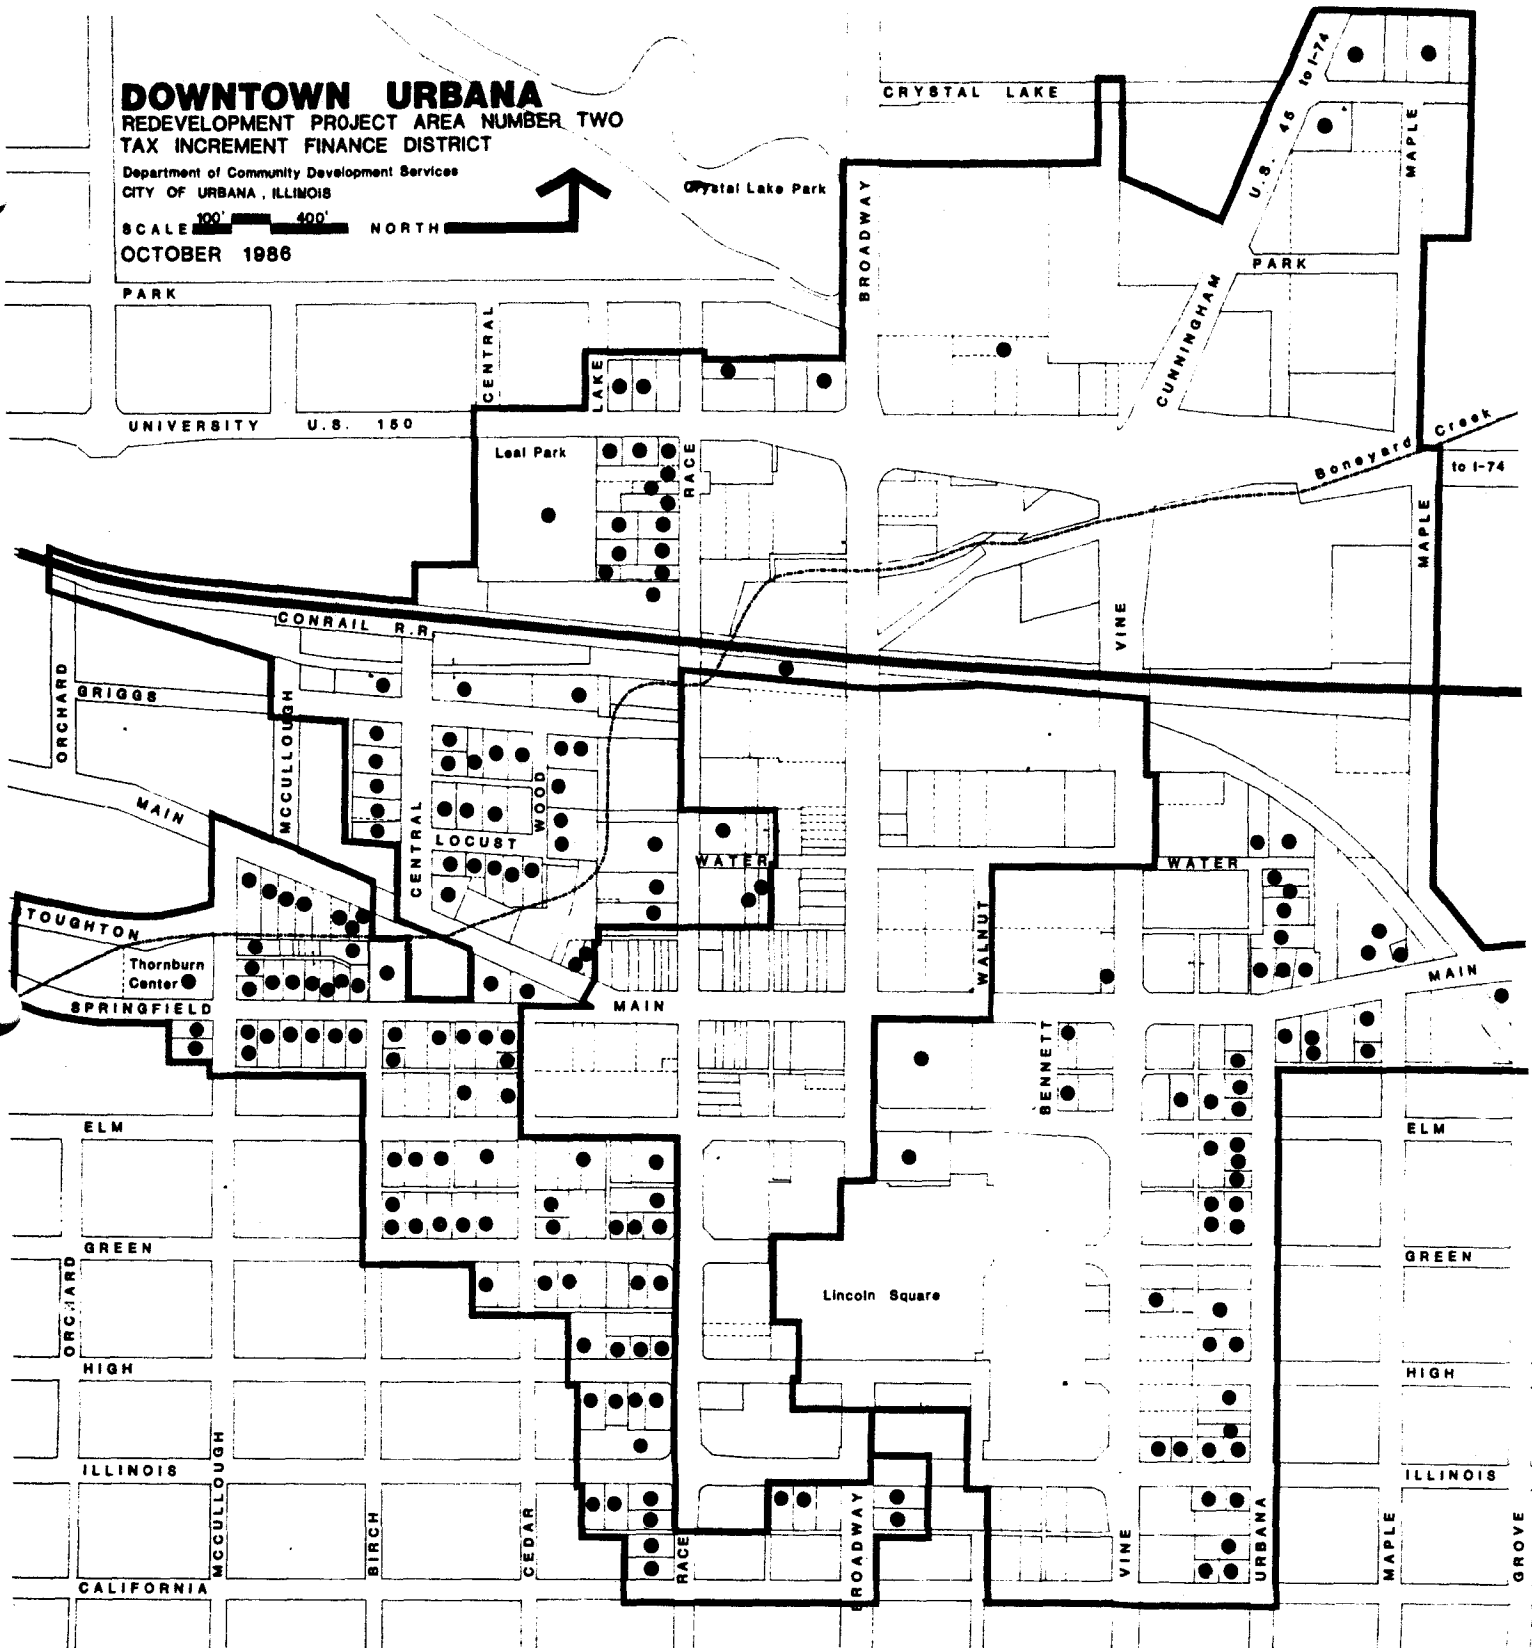 DOWNTOWN URBANA
REDEVELOPMENT PROJECT AREA NUMBER TWO
TAX INCREMENT FINANCE DISTRICT
Department of Community Development Services
CITY OF URBANA, ILLINOIS
SCALE 100' 400' NORTH
OCTOBER 1986
CRYSTAL LAKE
U.S. 45 to I-74
MAPLE
Crystal Lake Park
BROADWAY
PARK
PARK
CUNNINGHAM
CENTRAL
LAKE
UNIVERSITY U.S. 150
Leal Park
RACE
Boneyard Creek
to I-74
MAPLE
VINE
CONRAIL R.R.
ORCHARD
GRIGGS
MCCULLOUGH
MAIN
WOOD
CENTRAL
LOCUST
WATER
WATER
WALNUT
STOUGHTON
Thornburn
Center
SPRINGFIELD
MAIN
MAIN
BENNETT
ELM
ELM
GREEN
GREEN
ORCHARD
Lincoln Square
HIGH
HIGH
ILLINOIS
ILLINOIS
MCCULLOUGH
BIRCH
CEDAR
RACE
BROADWAY
VINE
URBANA
MAPLE
GROVE
CALIFORNIA